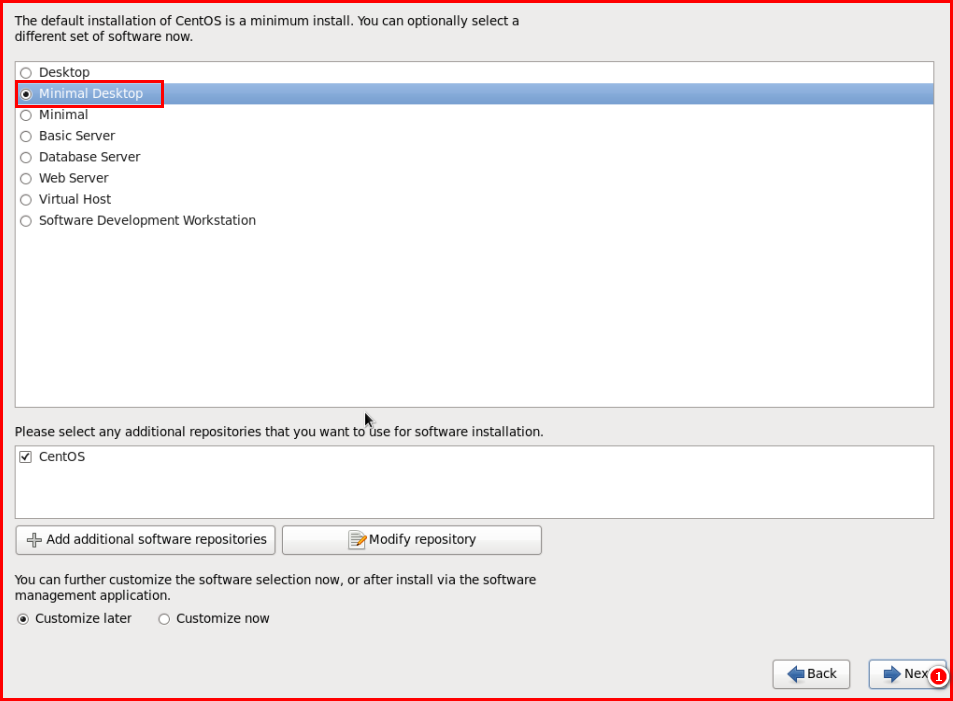 The default installation of CentOS is a minimum install. You can optionally select a
different set of software now.
Desktop
Minimal Desktop
Minimal
Basic Server
Database Server
Web Server
Virtual Host
Software Development Workstation
Please select any additional repositories that you want to use for software installation.
CentOS
Add additional software repositories
Modify repository
You can further customize the software selection now, or after install via the software
management application.
Customize later
Customize now
Back
Nex
1